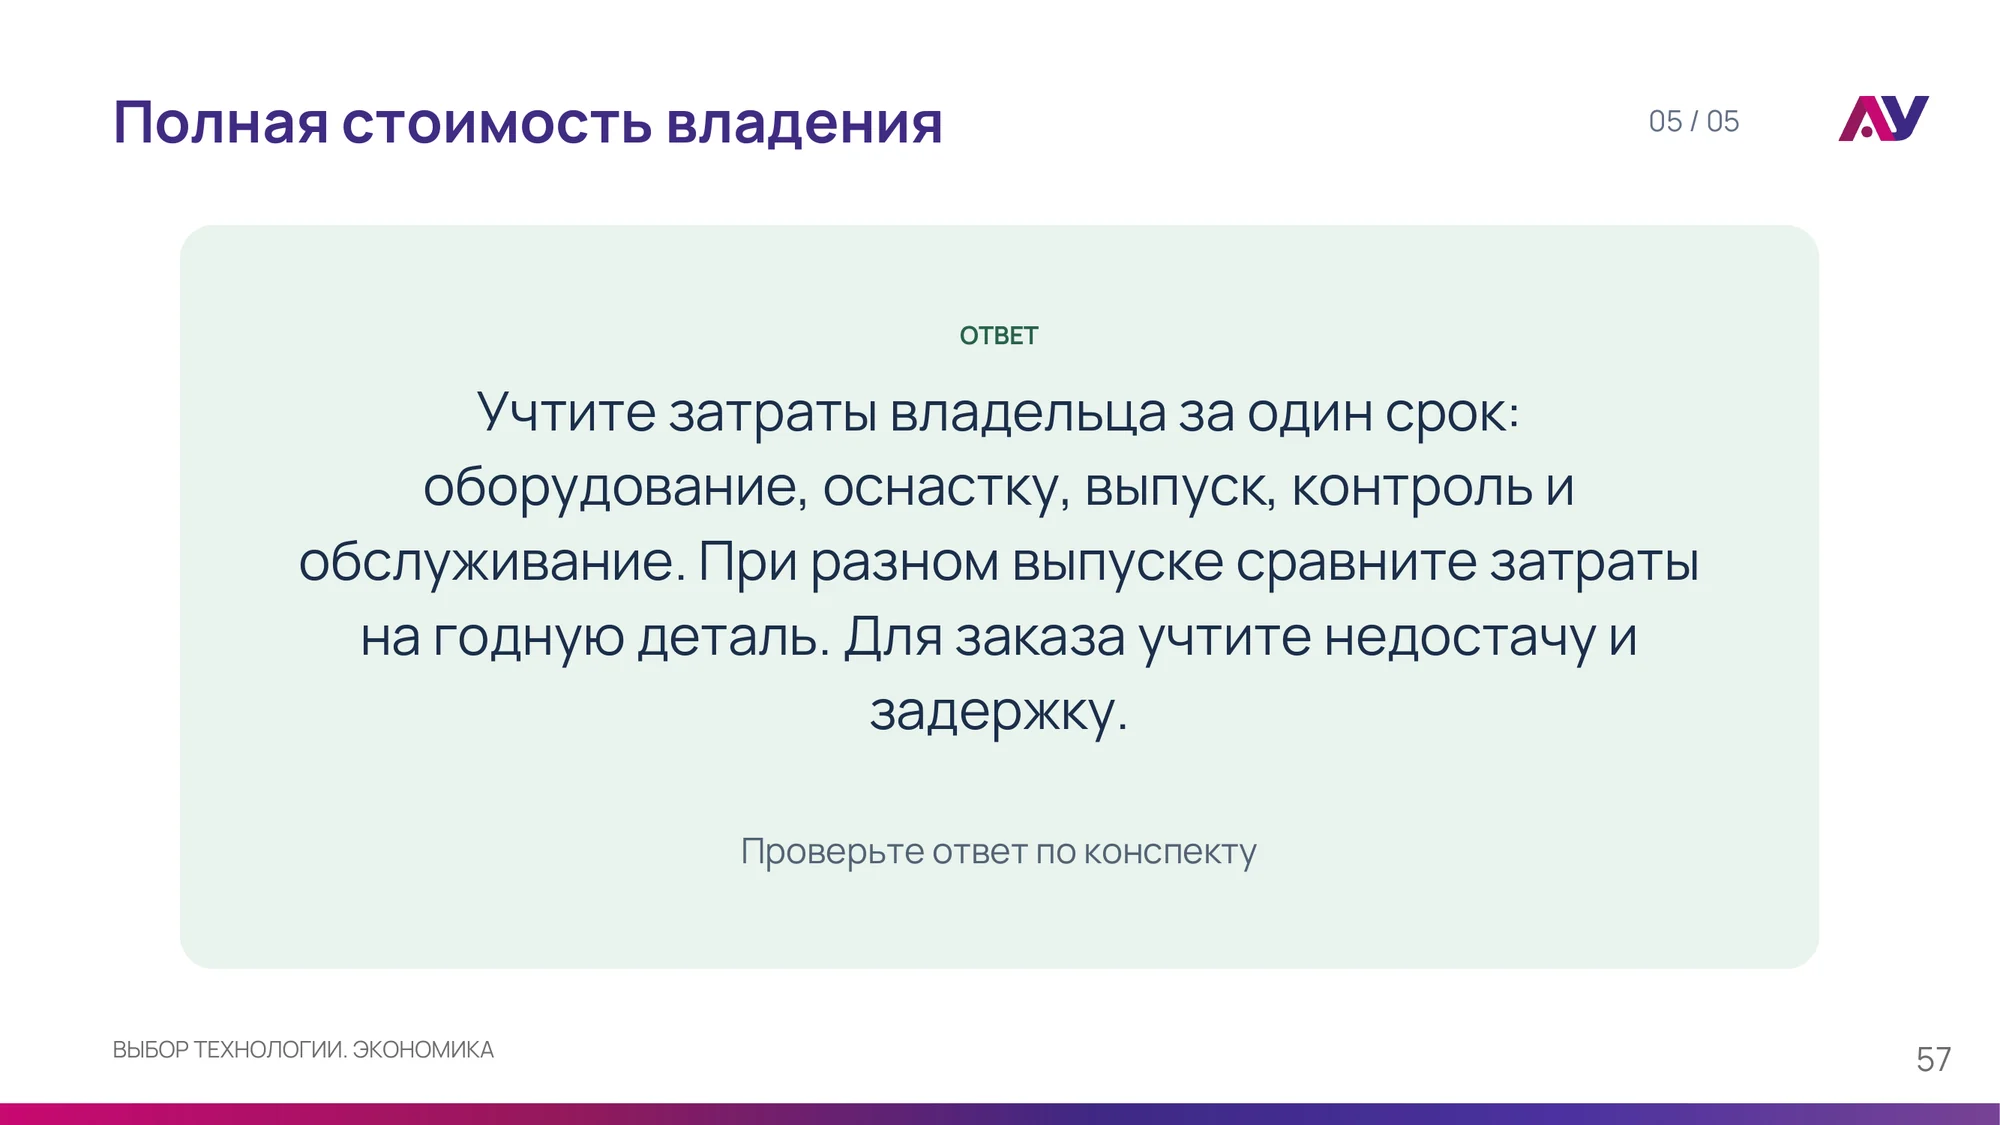 Полная стоимость владения
05 / 05
АУ
ОТВЕТ
Учтите затраты владельца за один срок:
оборудование, оснастку, выпуск, контроль и
обслуживание. При разном выпуске сравните затраты
на годную деталь. Для заказа учтите недостачу и
задержку.
Проверьте ответ по конспекту
ВЫБОР ТЕХНОЛОГИИ. ЭКОНОМИКА
57